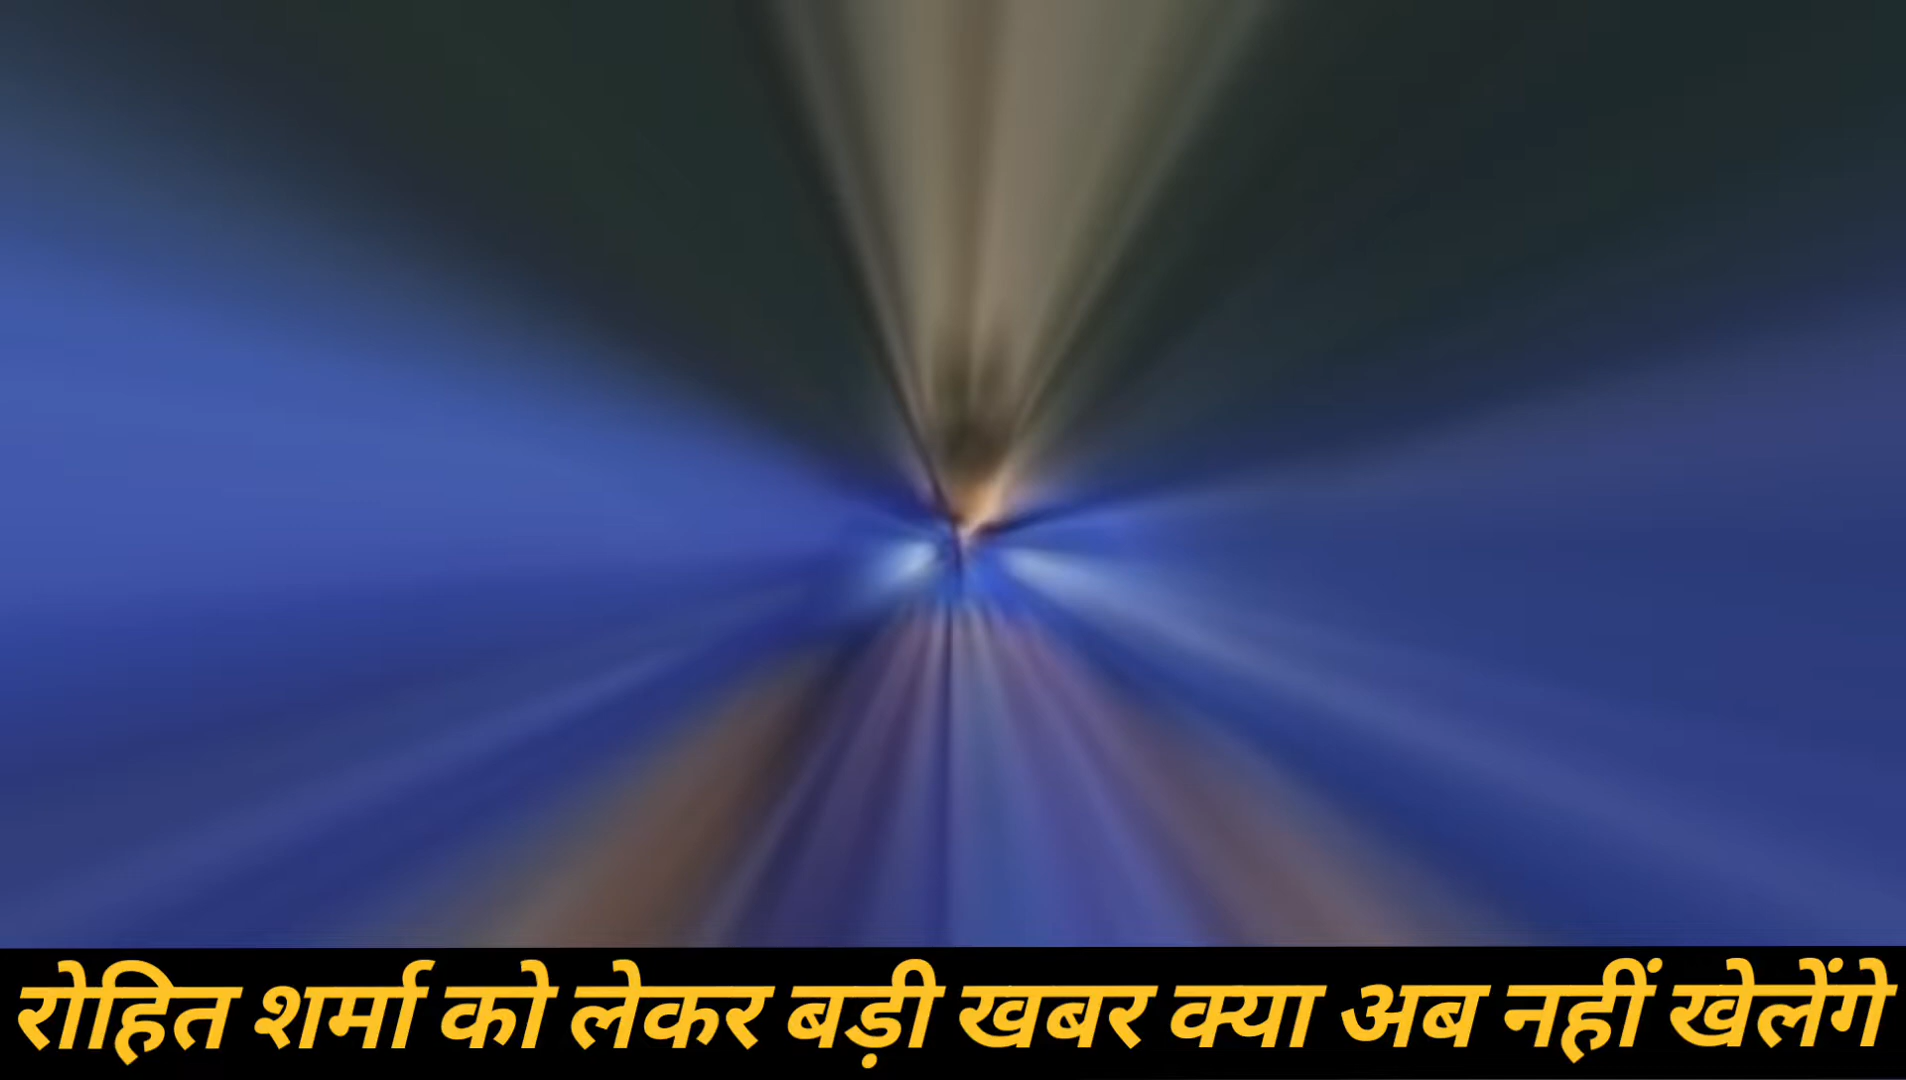 रोहित शर्मा को लेकर बड़ी खबर क्या अब नहीं खेलेंगे